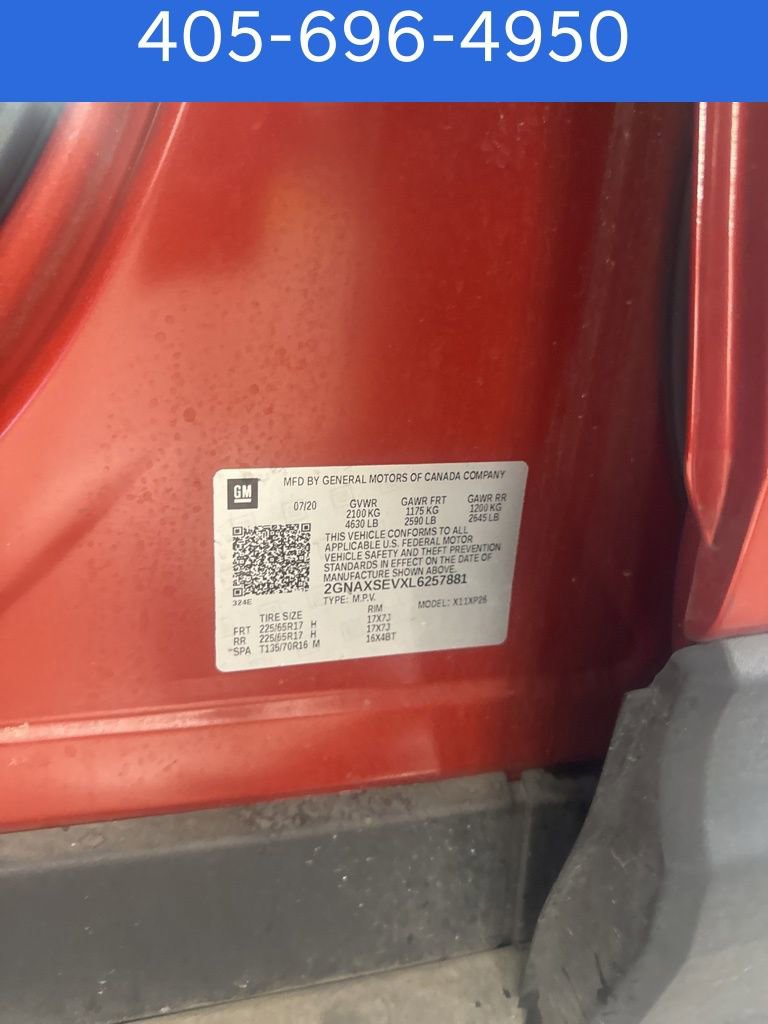 405-696-4950
MFD BY GENERAL MOTORS OF CANADA COMPANY
GM
07/20 GVWR GAWR FRT GAWR RR
2100 KG 1175 KG 1200 KG
4630 LB 2590 LB 2645 LB
THIS VEHICLE CONFORMS TO ALL
APPLICABLE U.S. FEDERAL MOTOR
VEHICLE SAFETY AND THEFT PREVENTION
STANDARDS IN EFFECT ON THE DATE OF
MANUFACTURE SHOWN ABOVE.
2GNAXSEVXL6257881
324E
TYPE: M.P.V. MODEL: X11XP26
TIRE SIZE RIM
FRT 225/65R17 H 17X7J
RR 225/65R17 H 17X7J
SPA T135/70R16 M 16X4BT